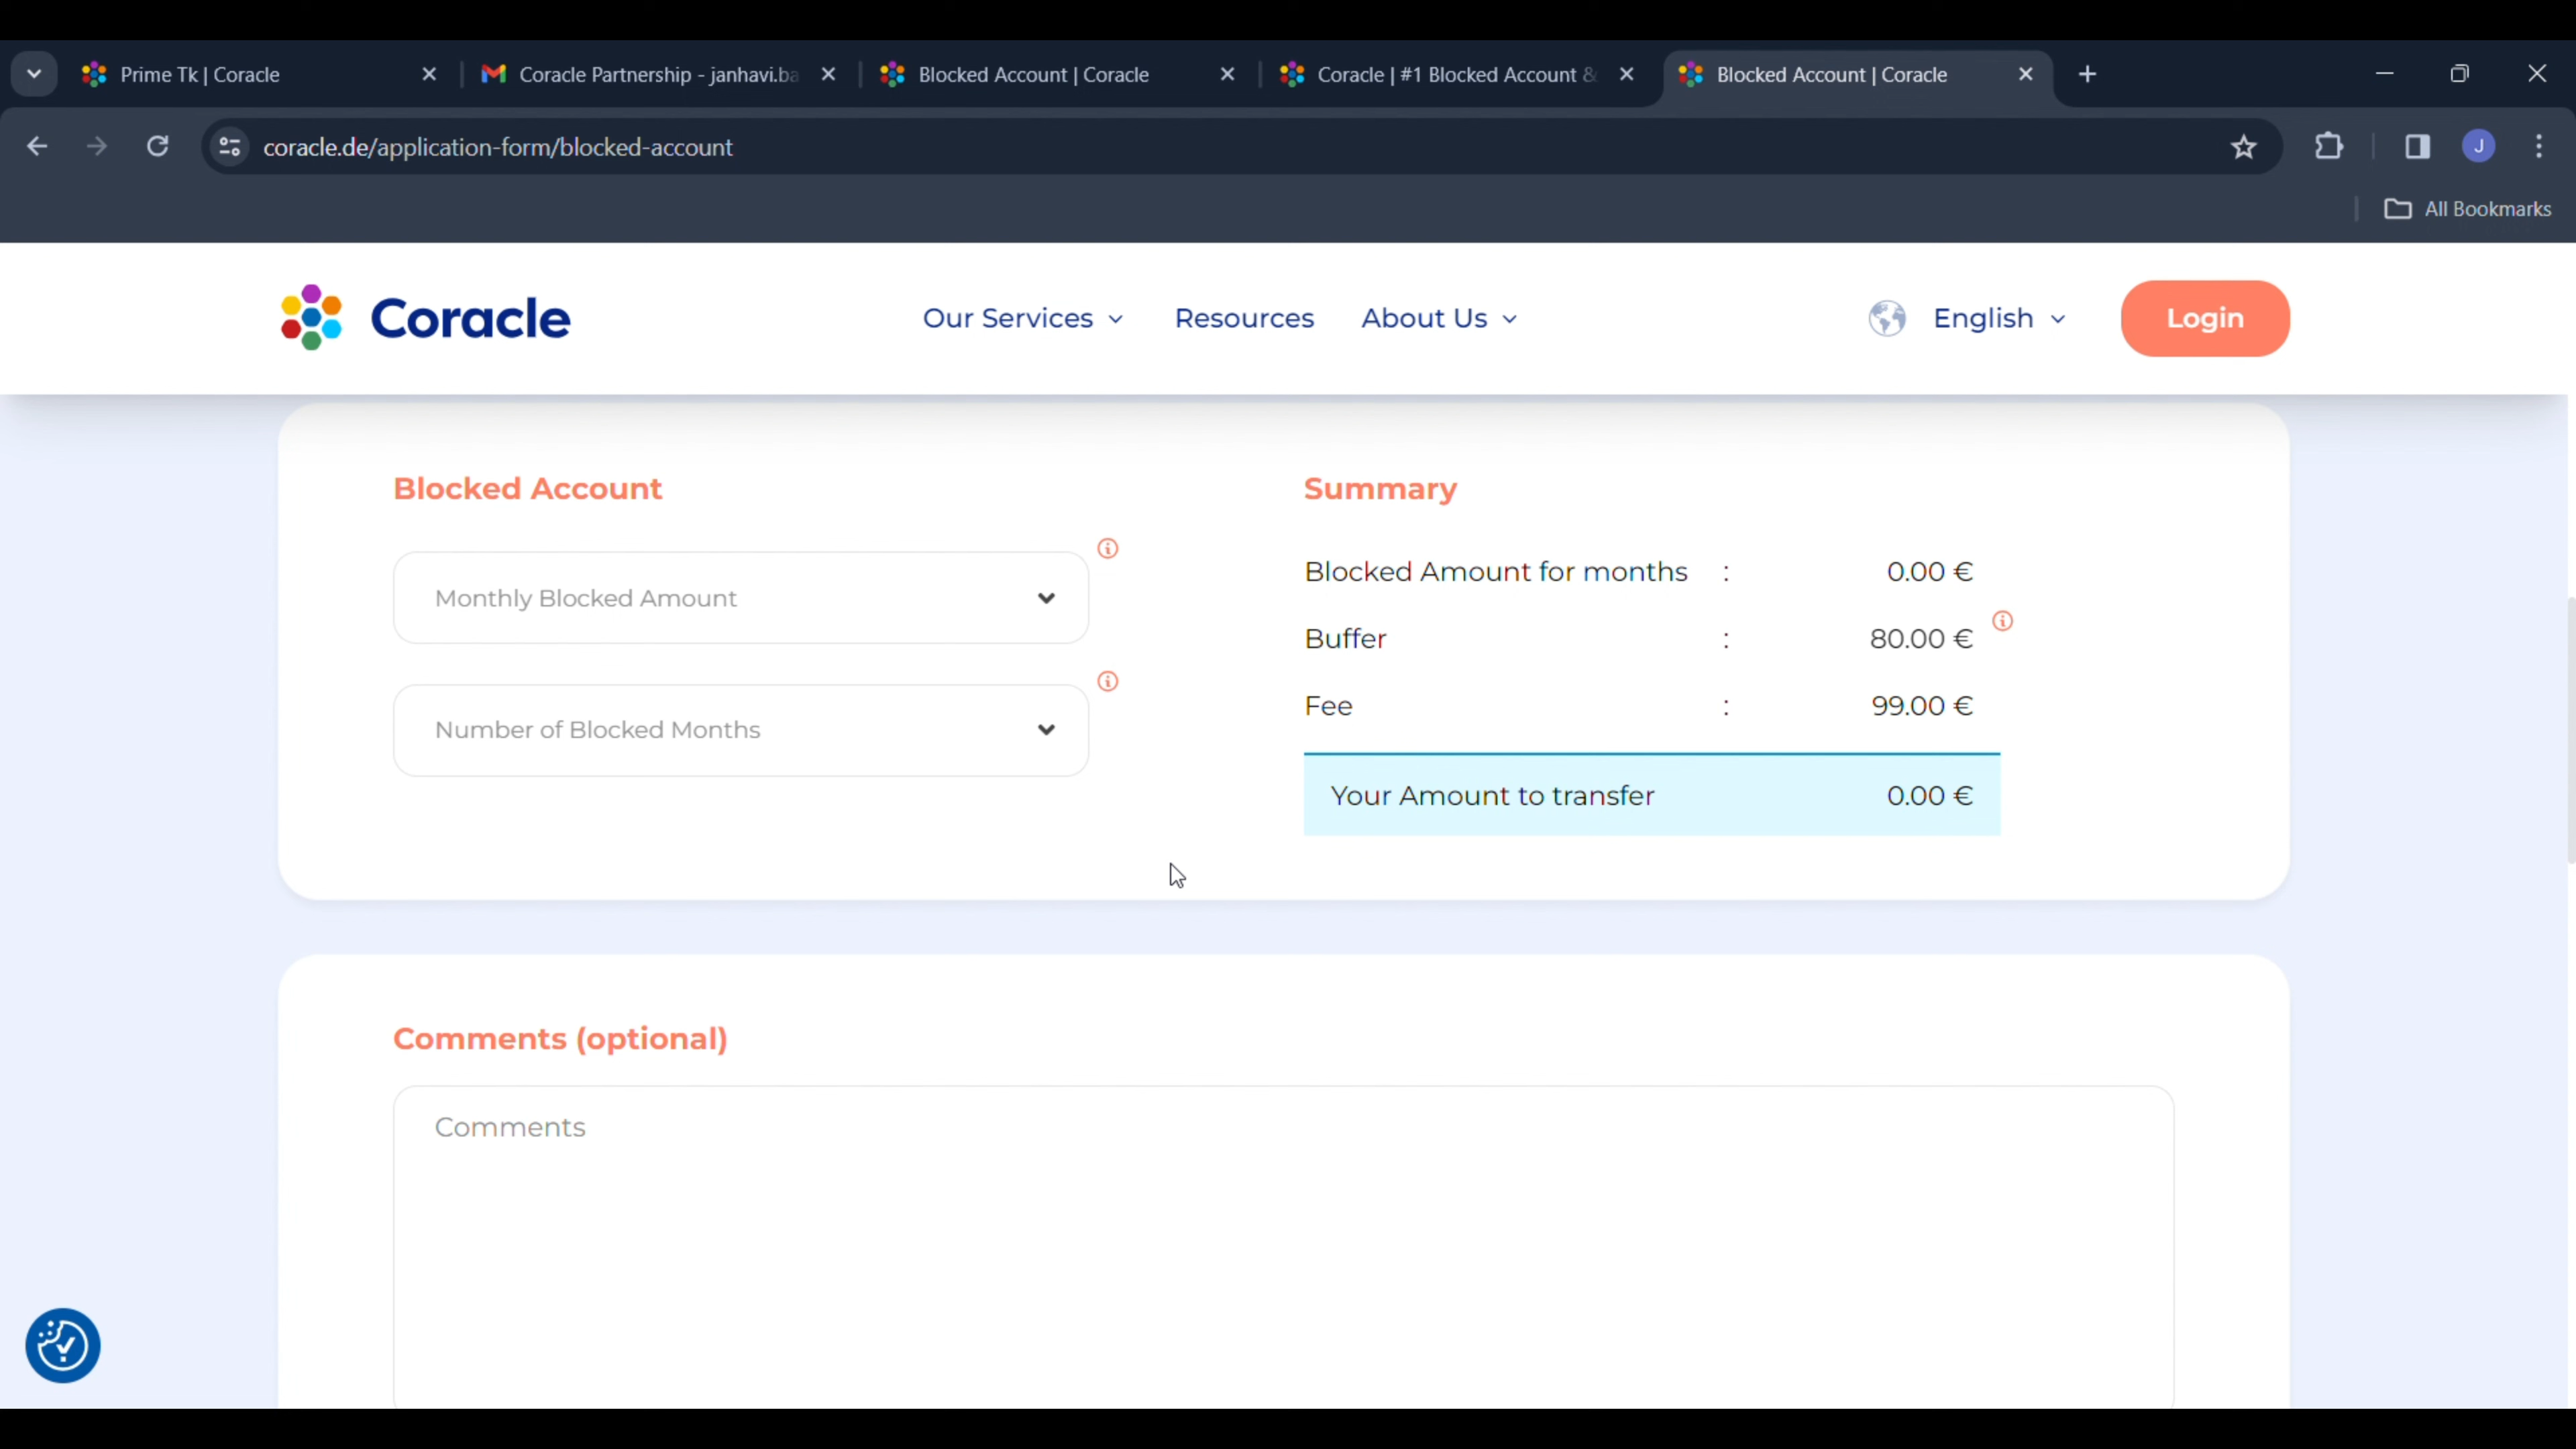 Prime Tk | Coracle
Coracle Partnership - janhavi.ba
Blocked Account | Coracle
Coracle | #1 Blocked Account &
Blocked Account | Coracle
coracle.de/application-form/blocked-account
J
All Bookmarks
Coracle
Our Services
Resources
About Us
English
Login
Blocked Account
Monthly Blocked Amount
Number of Blocked Months
Summary
Blocked Amount for months : 0.00 €
Buffer : 80.00 €
Fee : 99.00 €
Your Amount to transfer 0.00 €
Comments (optional)
Comments